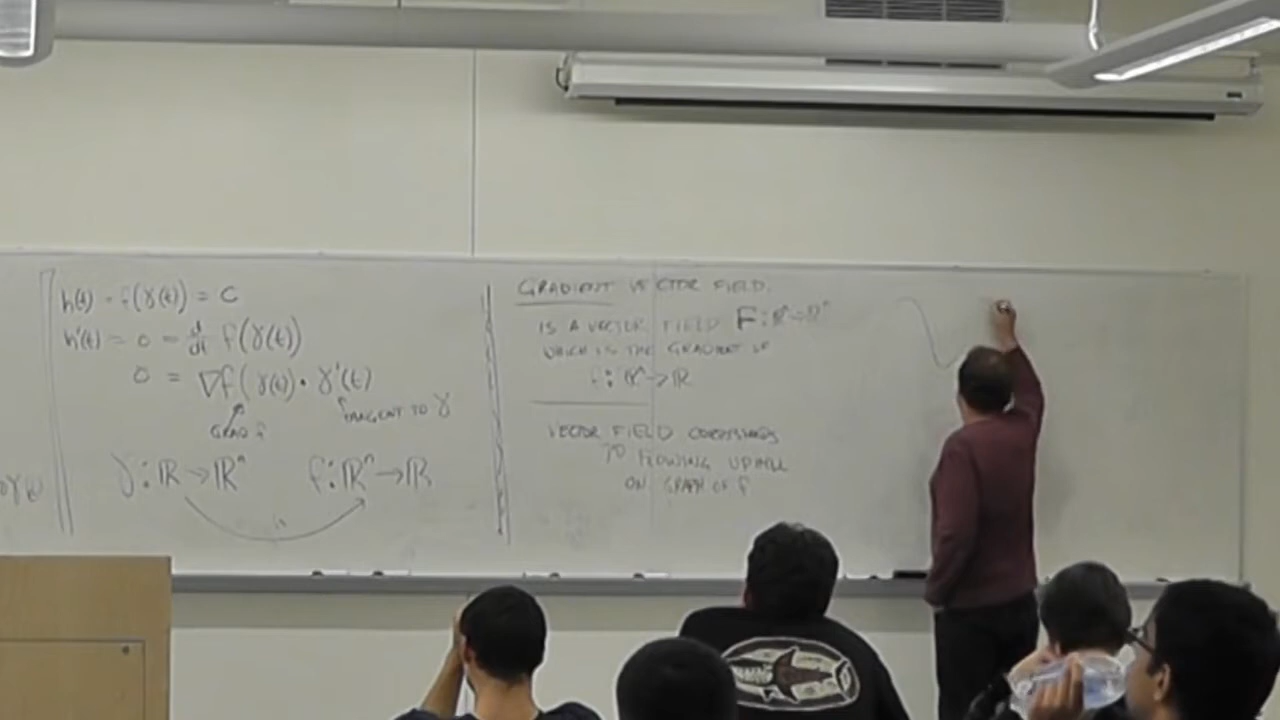 h(t) = f(γ(t)) = C
h'(t) = 0 = d/dt f(γ(t))
0 = ∇f(γ(t)) · γ'(t)
GRAD f
TANGENT TO γ
γ: ℝ → ℝⁿ f: ℝⁿ → ℝ
GRADIENT VECTOR FIELD.
IS A VECTOR FIELD F: ℝⁿ → ℝⁿ
WHICH IS THE GRADIENT OF
f: ℝⁿ → ℝ
VECTOR FIELD CORRESPONDS
TO FLOWING UPHILL
ON GRAPH OF f